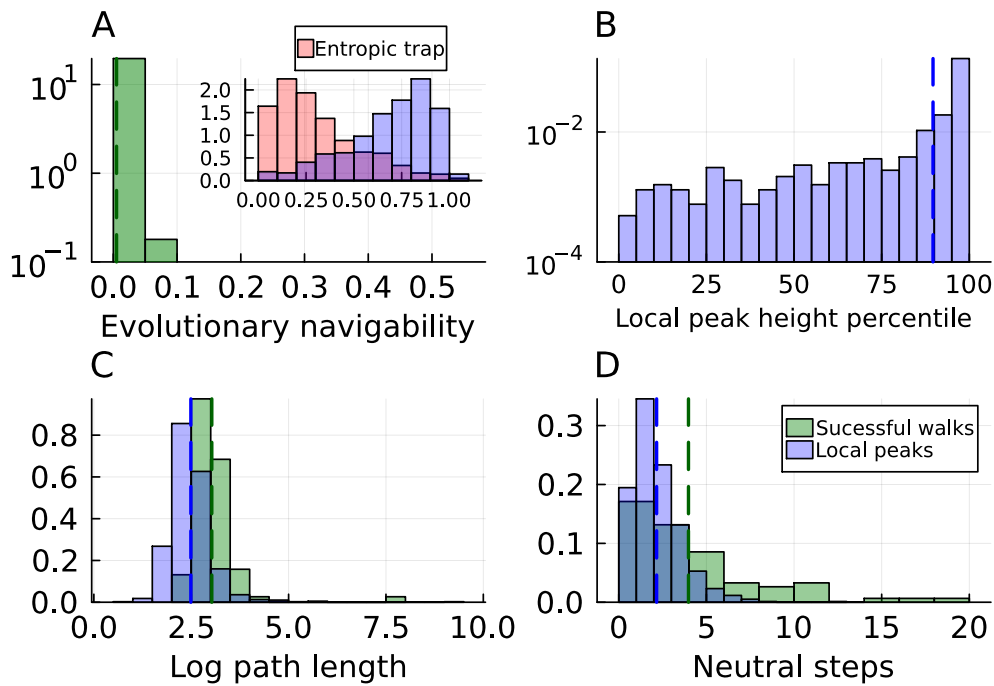 A
Entropic trap
10¹
10⁰
10⁻¹
2.0
1.5
1.0
0.5
0.0
0.00 0.25 0.50 0.75 1.00
0.0 0.1 0.2 0.3 0.4 0.5
Evolutionary navigability
B
10⁻²
10⁻⁴
0 25 50 75 100
Local peak height percentile
C
0.8
0.6
0.4
0.2
0.0
0.0 2.5 5.0 7.5 10.0
Log path length
D
Sucessful walks
Local peaks
0.3
0.2
0.1
0.0
0 5 10 15 20
Neutral steps